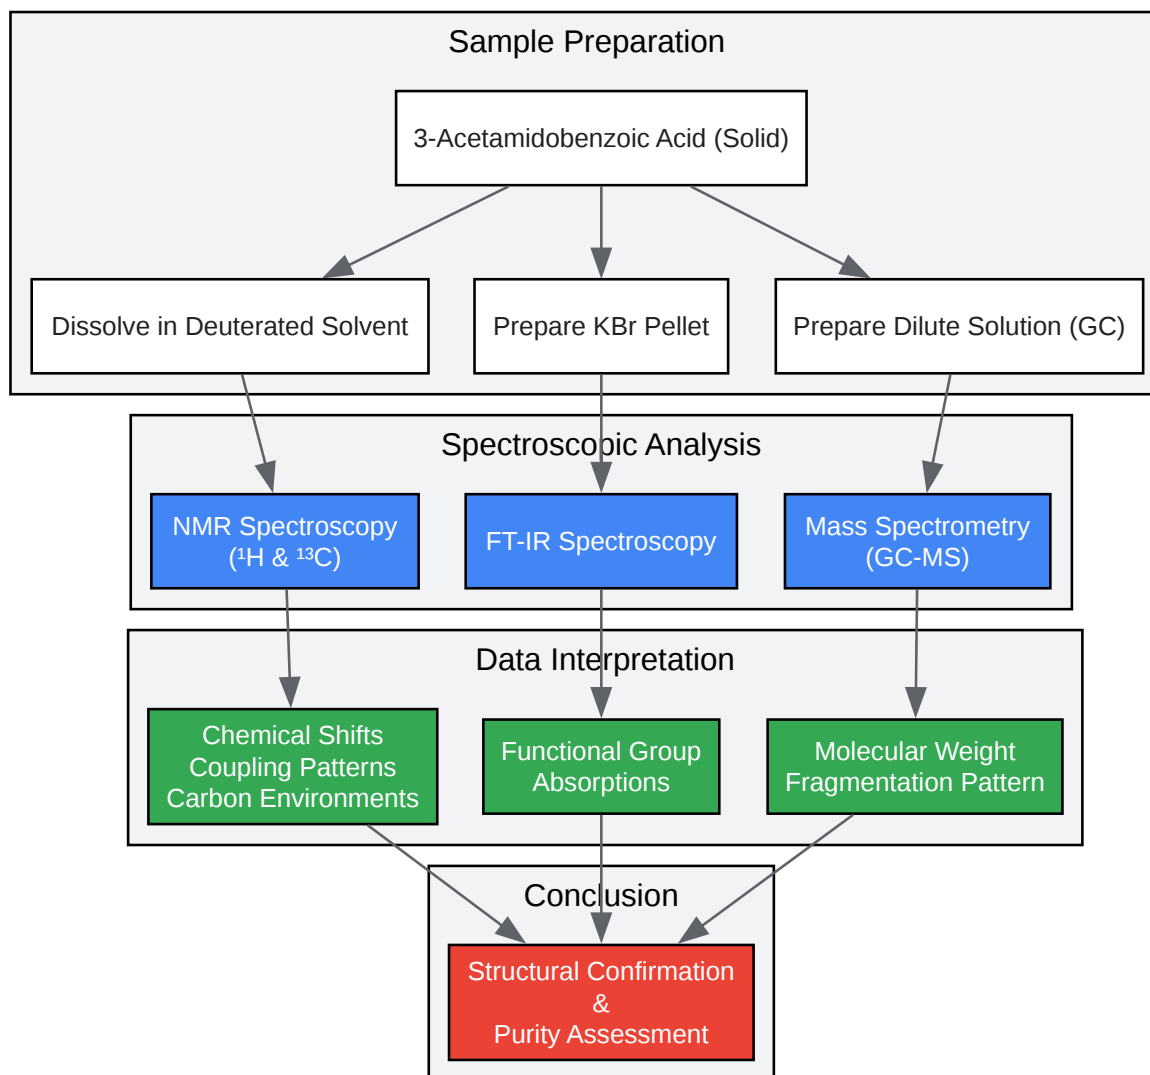 Sample Preparation
3-Acetamidobenzoic Acid (Solid)
Dissolve in Deuterated Solvent
Prepare KBr Pellet
Prepare Dilute Solution (GC)
Spectroscopic Analysis
NMR Spectroscopy
(¹H & ¹³C)
FT-IR Spectroscopy
Mass Spectrometry
(GC-MS)
Data Interpretation
Chemical Shifts
Coupling Patterns
Carbon Environments
Functional Group
Absorptions
Molecular Weight
Fragmentation Pattern
Conclusion
Structural Confirmation
&
Purity Assessment